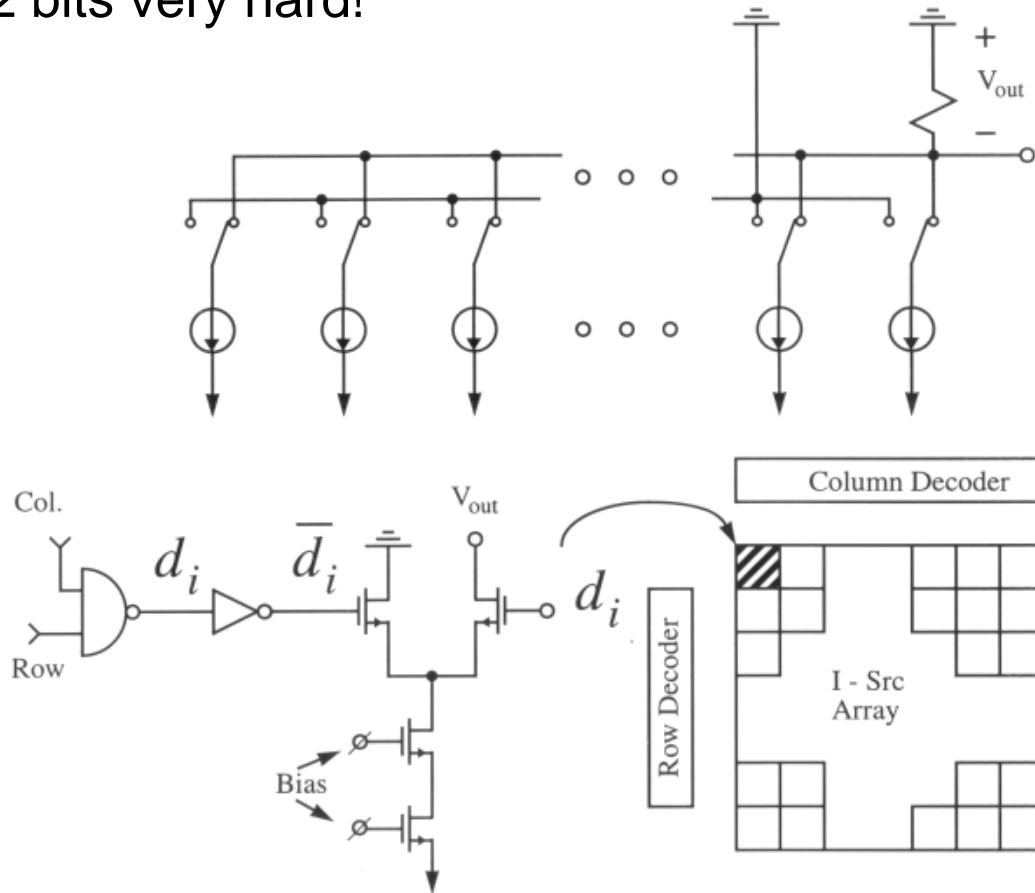 2 bits very hard!
+
Vout
−
Column Decoder
Col.
Vout
di
d̅i
di
Row
Row Decoder
I - Src
Array
Bias